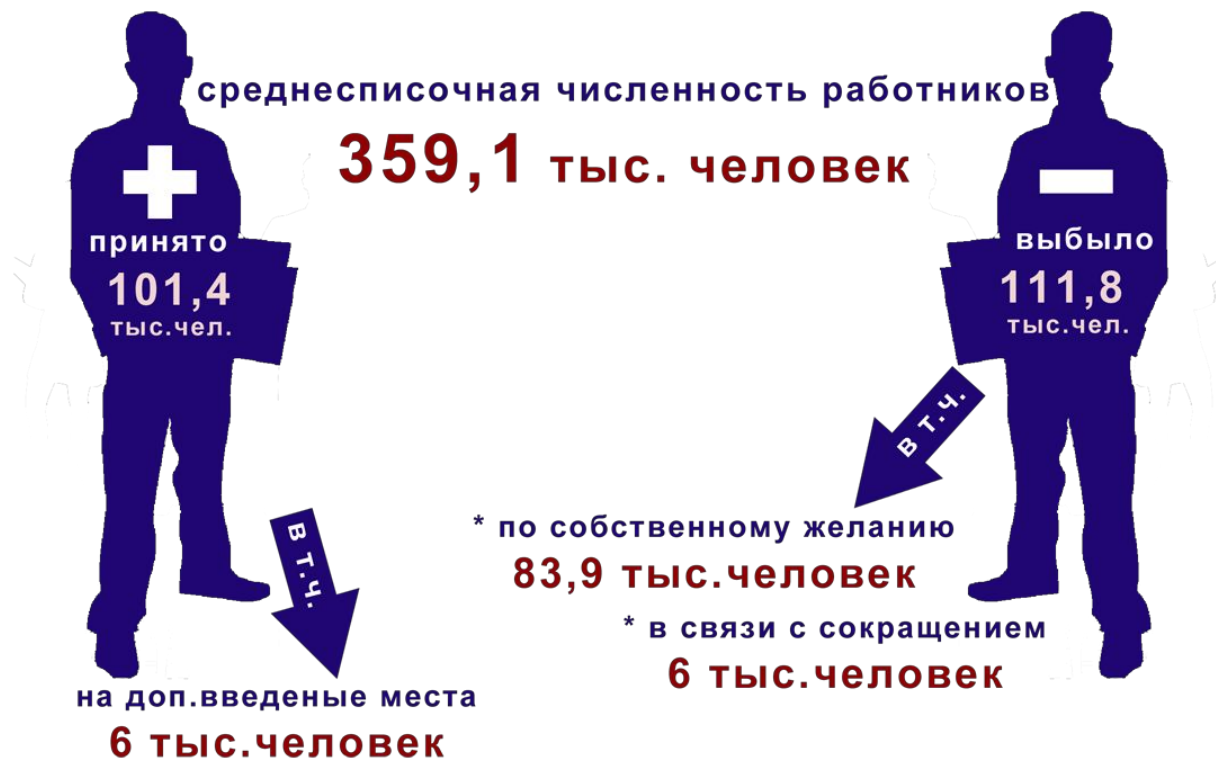 среднесписочная численность работников
359,1 тыс. человек
принято
101,4
тыс.чел.
выбыло
111,8
тыс.чел.
в т.ч.
* по собственному желанию
83,9 тыс.человек
* в связи с сокращением
6 тыс.человек
в т.ч.
на доп.введеные места
6 тыс.человек